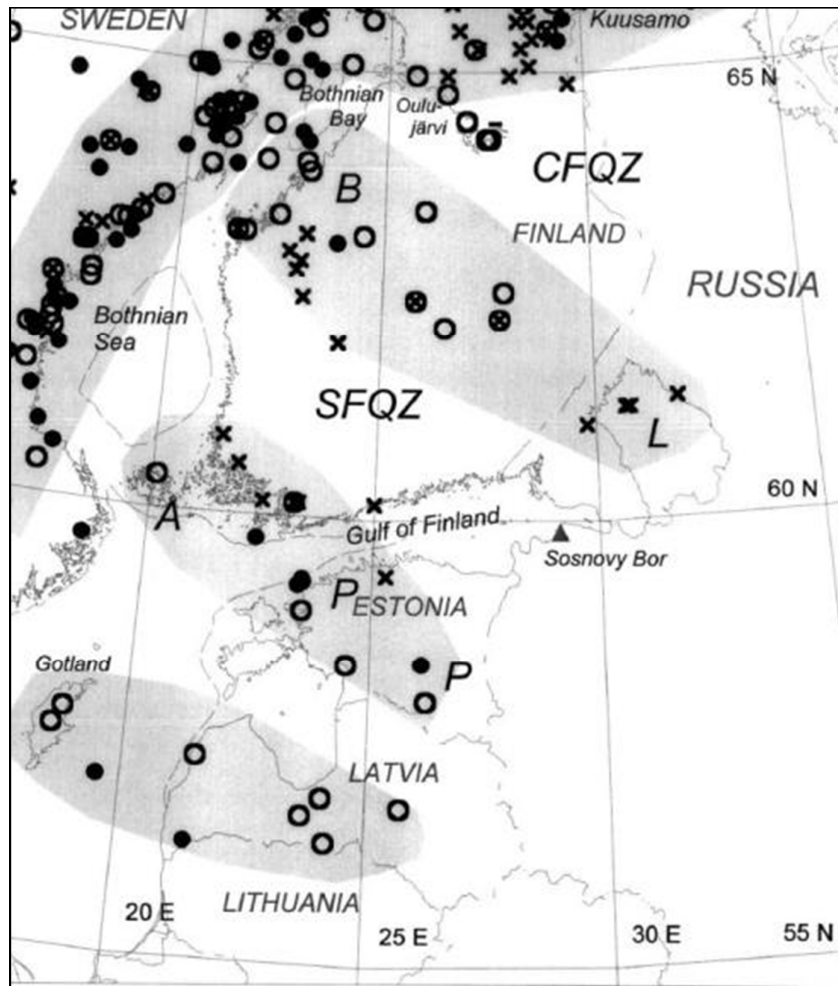 SWEDEN
Kuusamo
65 N
Bothnian
Bay
Oulu-
järvi
CFQZ
B
FINLAND
RUSSIA
Bothnian
Sea
SFQZ
L
60 N
A
Gulf of Finland
Sosnovy Bor
P
ESTONIA
Gotland
P
LATVIA
LITHUANIA
20 E
25 E
30 E
55 N